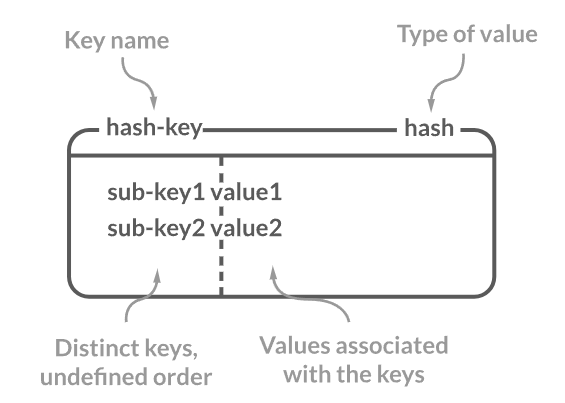 Key name
Type of value
hash-key
hash
sub-key1 value1
sub-key2 value2
Distinct keys,
undefined order
Values associated
with the keys